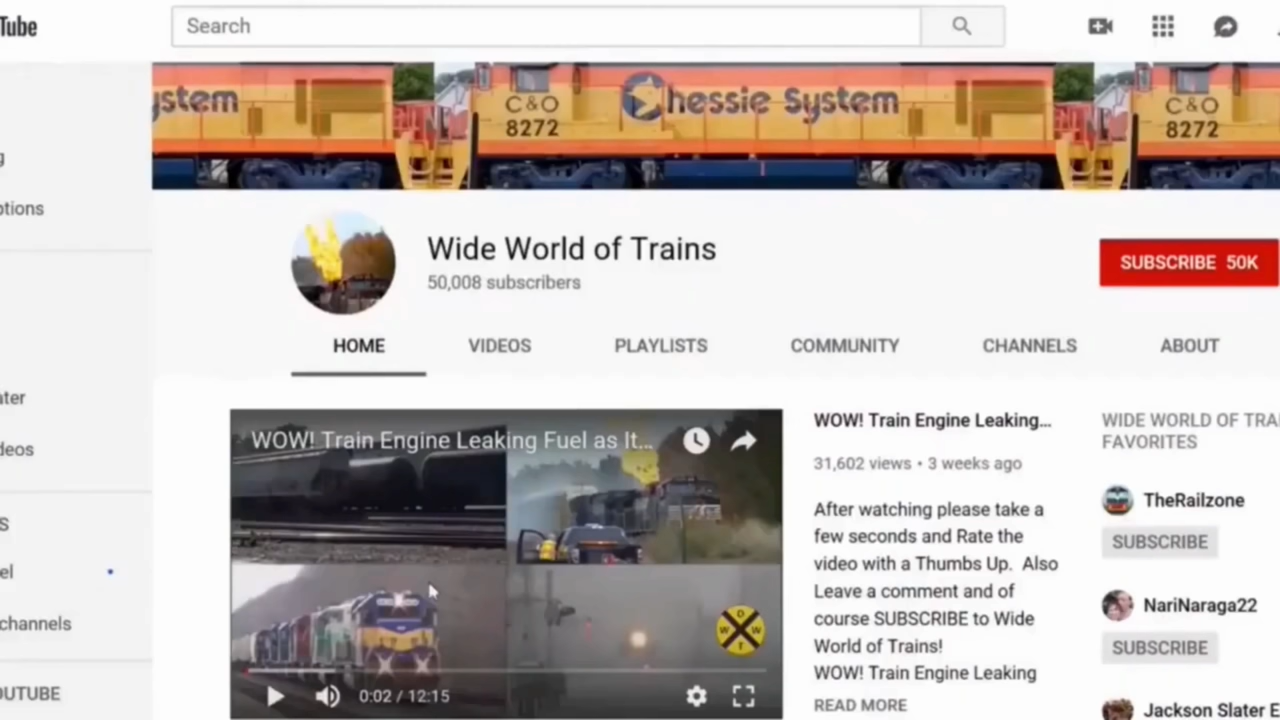 Tube
Search
ystem
C&O
8272
Chessie System
C&O
8272
g
otions
Wide World of Trains
50,008 subscribers
SUBSCRIBE 50K
HOME
VIDEOS
PLAYLISTS
COMMUNITY
CHANNELS
ABOUT
ater
deos
S
el
channels
OUTUBE
WOW! Train Engine Leaking Fuel as It...
0:02 / 12:15
WOW! Train Engine Leaking...
31,602 views • 3 weeks ago
After watching please take a
few seconds and Rate the
video with a Thumbs Up. Also
Leave a comment and of
course SUBSCRIBE to Wide
World of Trains!
WOW! Train Engine Leaking
READ MORE
WIDE WORLD OF TRAI
FAVORITES
TheRailzone
SUBSCRIBE
NariNaraga22
SUBSCRIBE
Jackson Slater E